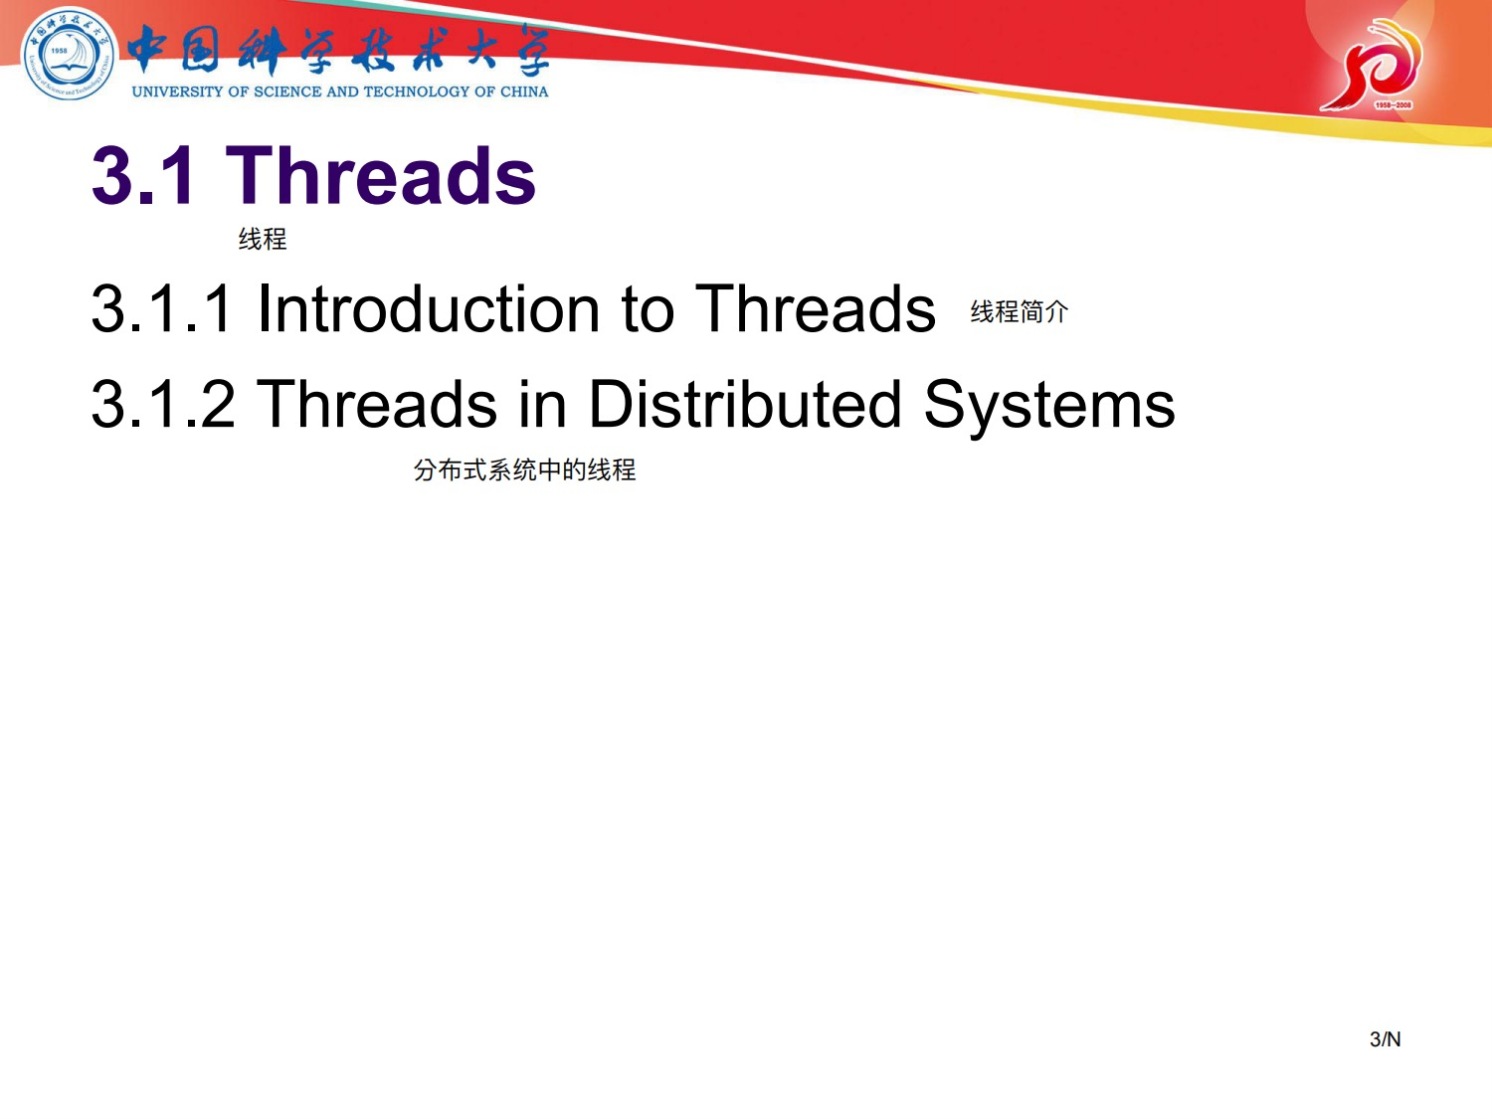 中国科学技术大学
UNIVERSITY OF SCIENCE AND TECHNOLOGY OF CHINA
1958
1958-2008
3.1 Threads
线程
3.1.1 Introduction to Threads 线程简介
3.1.2 Threads in Distributed Systems
分布式系统中的线程
3/N